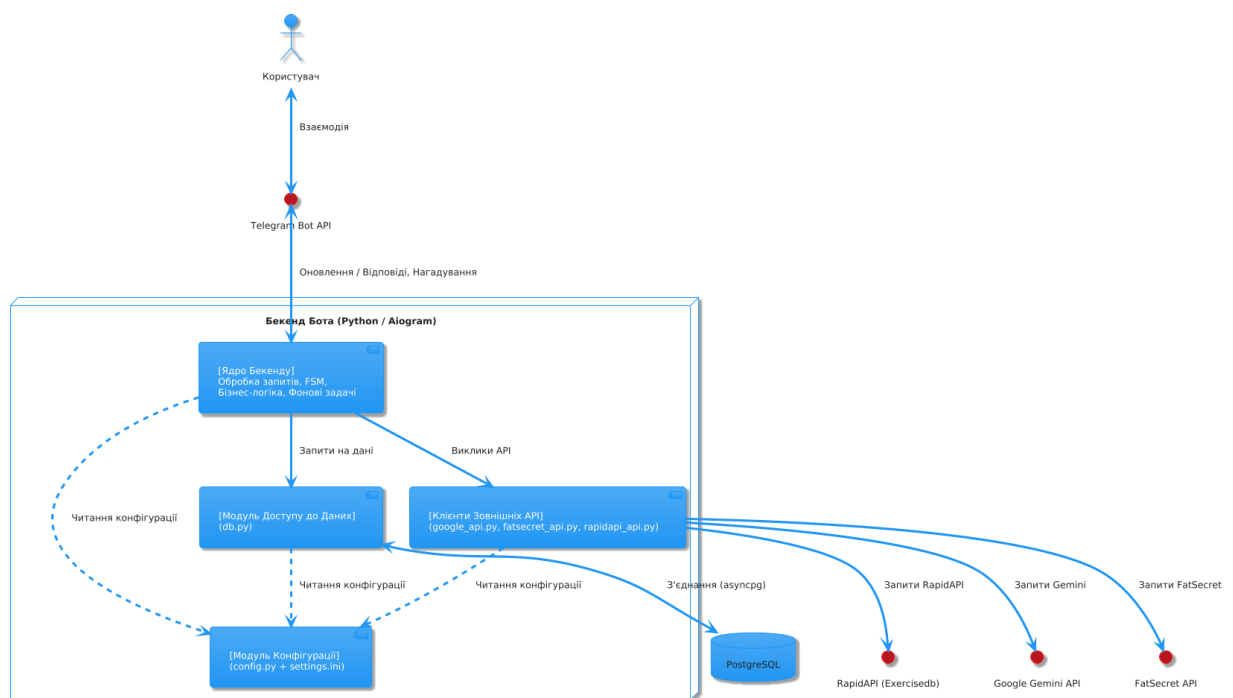 Користувач
Взаємодія
Telegram Bot API
Оновлення / Відповіді, Нагадування
Бекенд Бота (Python / Aiogram)
[Ядро Бекенду]
Обробка запитів, FSM,
Бізнес-логіка, Фонові задачі
Запити на дані
Виклики API
Читання конфігурації
[Модуль Доступу до Даних]
(db.py)
[Клієнти Зовнішніх API]
(google_api.py, fatsecret_api.py, rapidapi_api.py)
Читання конфігурації
Читання конфігурації
З'єднання (asyncpg)
Запити RapidAPI
Запити Gemini
Запити FatSecret
[Модуль Конфігурації]
(config.py + settings.ini)
PostgreSQL
RapidAPI (Exercisedb)
Google Gemini API
FatSecret API